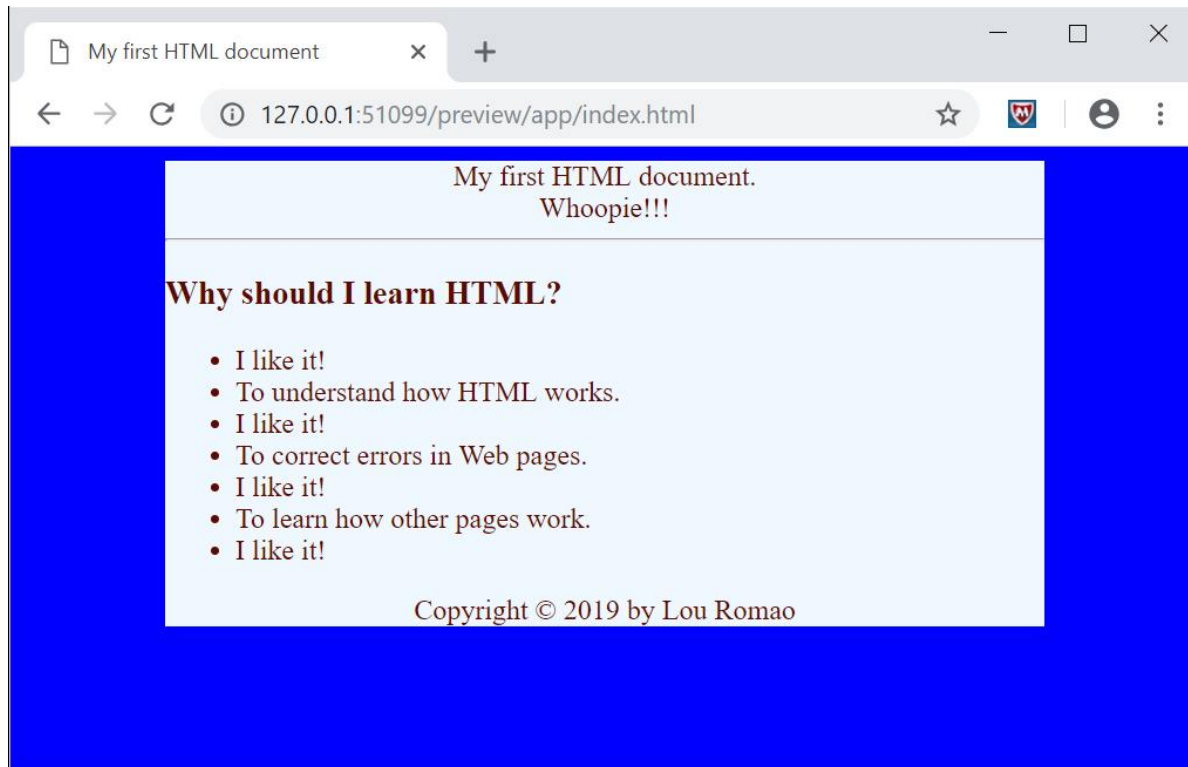 My first HTML document
127.0.0.1:51099/preview/app/index.html
My first HTML document.
Whoopie!!!
Why should I learn HTML?
• I like it!
• To understand how HTML works.
• I like it!
• To correct errors in Web pages.
• I like it!
• To learn how other pages work.
• I like it!
Copyright © 2019 by Lou Romao